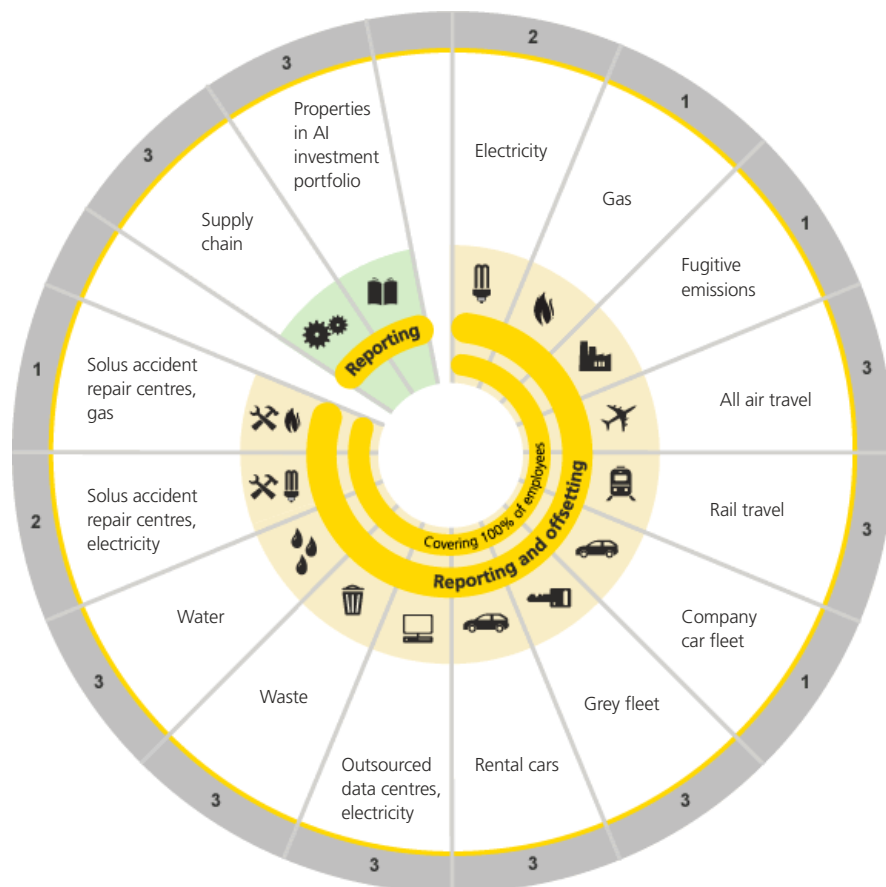 2
Electricity
1
Gas
1
Fugitive
emissions
3
All air travel
3
Rail travel
1
Company
car fleet
3
Grey fleet
3
Rental cars
3
Outsourced
data centres,
electricity
3
Waste
3
Water
2
Solus accident
repair centres,
electricity
1
Solus accident
repair centres,
gas
3
Supply
chain
3
Properties
in AI
investment
portfolio
Reporting
Covering 100% of employees
Reporting and offsetting